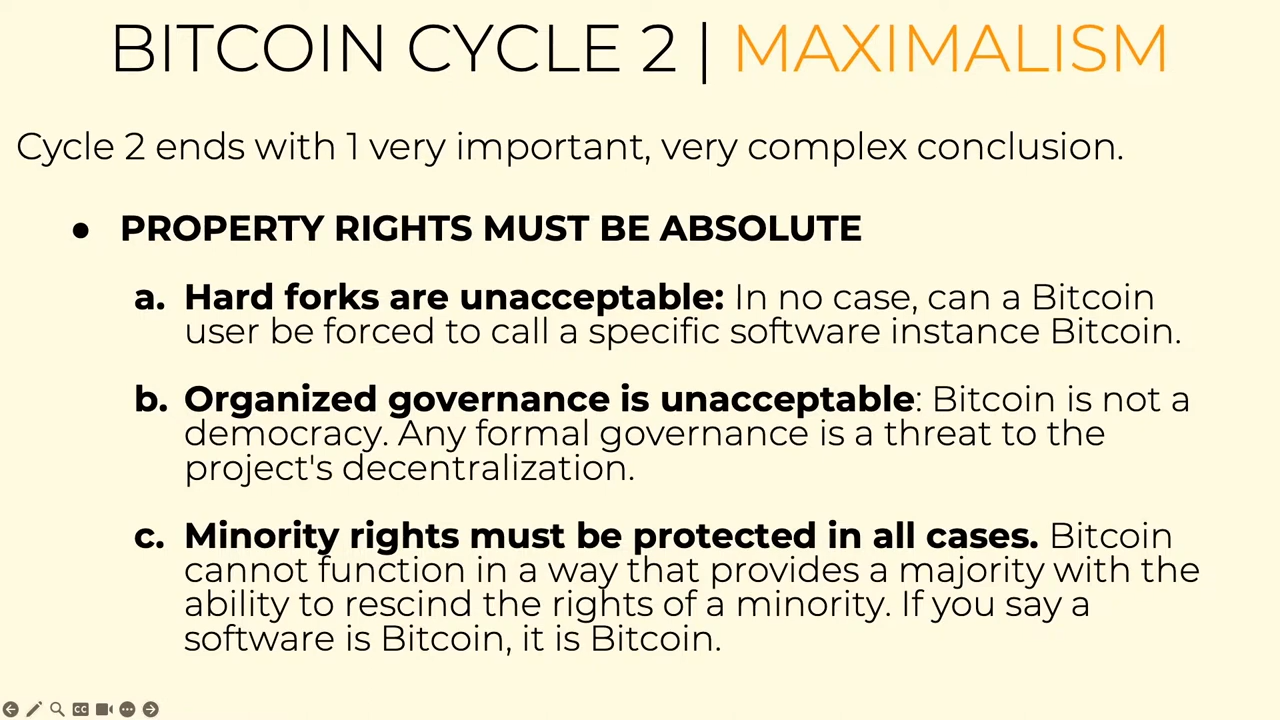 BITCOIN CYCLE 2 | MAXIMALISM
Cycle 2 ends with 1 very important, very complex conclusion.
● PROPERTY RIGHTS MUST BE ABSOLUTE
a. Hard forks are unacceptable: In no case, can a Bitcoin
user be forced to call a specific software instance Bitcoin.
b. Organized governance is unacceptable: Bitcoin is not a
democracy. Any formal governance is a threat to the
project's decentralization.
c. Minority rights must be protected in all cases. Bitcoin
cannot function in a way that provides a majority with the
ability to rescind the rights of a minority. If you say a
software is Bitcoin, it is Bitcoin.
CC